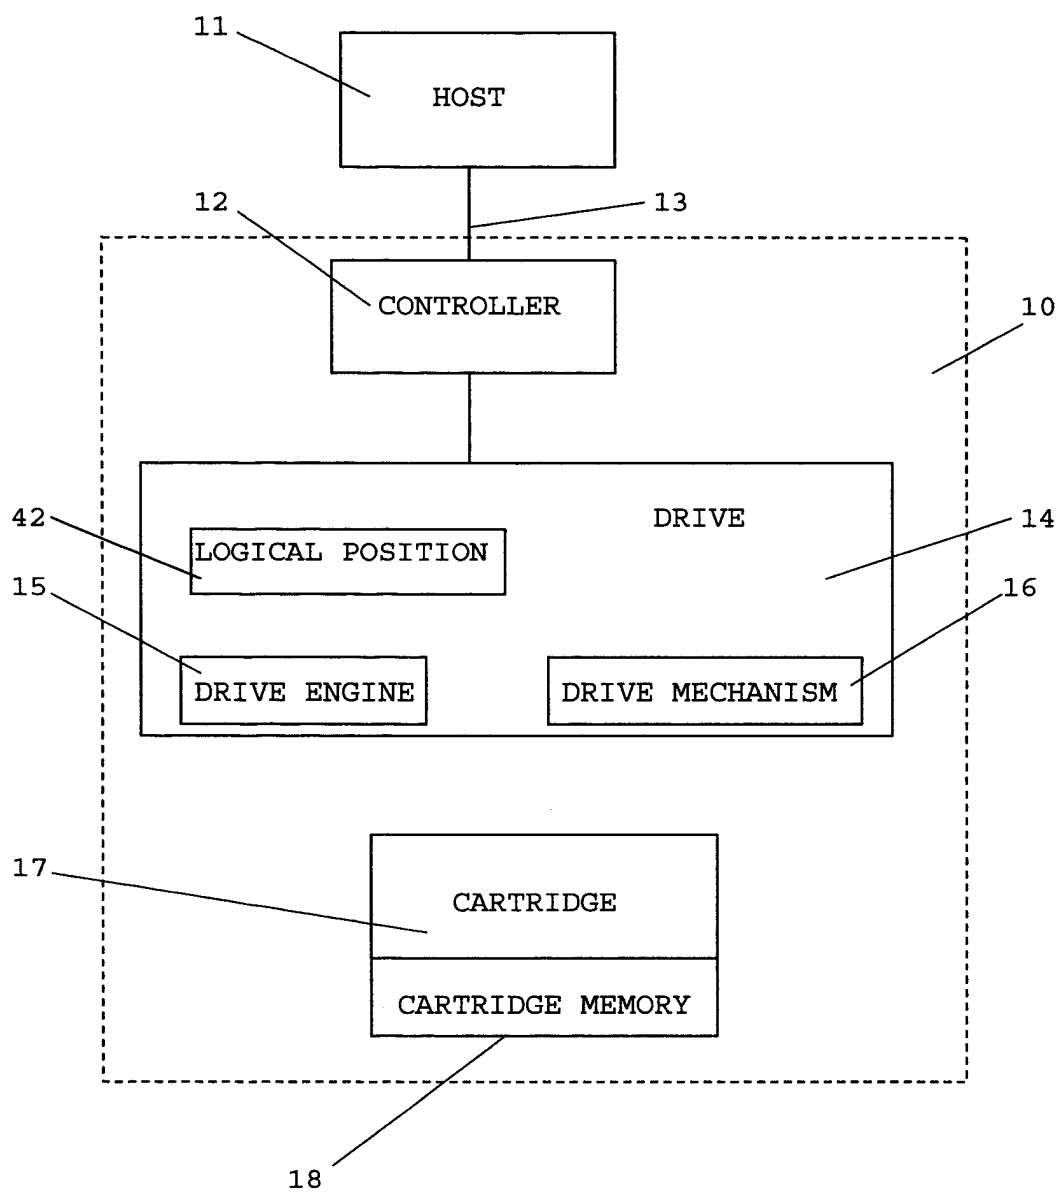 11
HOST
12
13
CONTROLLER
10
DRIVE
42
14
LOGICAL POSITION
15
16
DRIVE ENGINE
DRIVE MECHANISM
17
CARTRIDGE
CARTRIDGE MEMORY
18